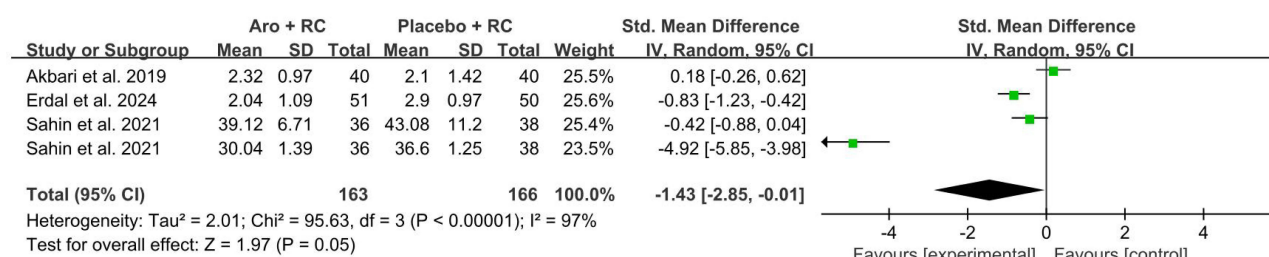 Aro + RC Placebo + RC Std. Mean Difference Std. Mean Difference
Study or Subgroup Mean SD Total Mean SD Total Weight IV, Random, 95% CI IV, Random, 95% CI
Akbari et al. 2019 2.32 0.97 40 2.1 1.42 40 25.5% 0.18 [-0.26, 0.62]
Erdal et al. 2024 2.04 1.09 51 2.9 0.97 50 25.6% -0.83 [-1.23, -0.42]
Sahin et al. 2021 39.12 6.71 36 43.08 11.2 38 25.4% -0.42 [-0.88, 0.04]
Sahin et al. 2021 30.04 1.39 36 36.6 1.25 38 23.5% -4.92 [-5.85, -3.98]
Total (95% CI) 163 166 100.0% -1.43 [-2.85, -0.01]
Heterogeneity: Tau² = 2.01; Chi² = 95.63, df = 3 (P < 0.00001); I² = 97%
Test for overall effect: Z = 1.97 (P = 0.05)
-4 -2 0 2 4
Favours [experimental] Favours [control]